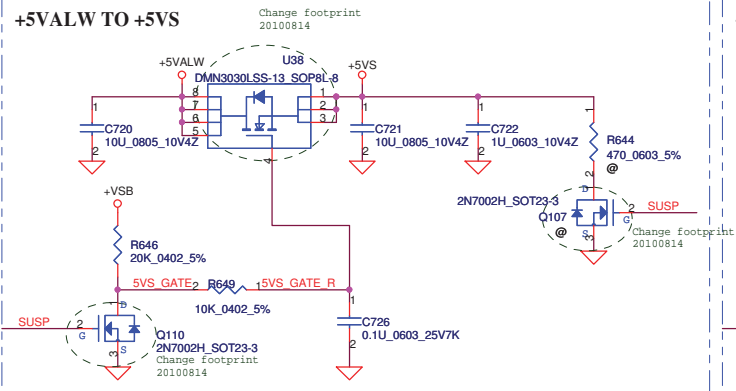 +5VALW TO +5VS
Change footprint
20100814
+5VALW
U38
+5VS
DMN3030LSS-13_SOP8L-8
8
7
6
5
1
2
3
4
1
C720
10U_0805_10V4Z
2
1
C721
10U_0805_10V4Z
2
1
C722
1U_0603_10V4Z
2
1
R644
470_0603_5%
@
2
2N7002H_SOT23-3
Q107
@
D
G
S
1
2
3
SUSP
Change footprint
20100814
+VSB
R646
20K_0402_5%
5VS_GATE
2
R649
1
5VS_GATE_R
10K_0402_5%
1
C726
0.1U_0603_25V7K
2
SUSP
2
G
1
D
S
3
Q110
2N7002H_SOT23-3
Change footprint
20100814